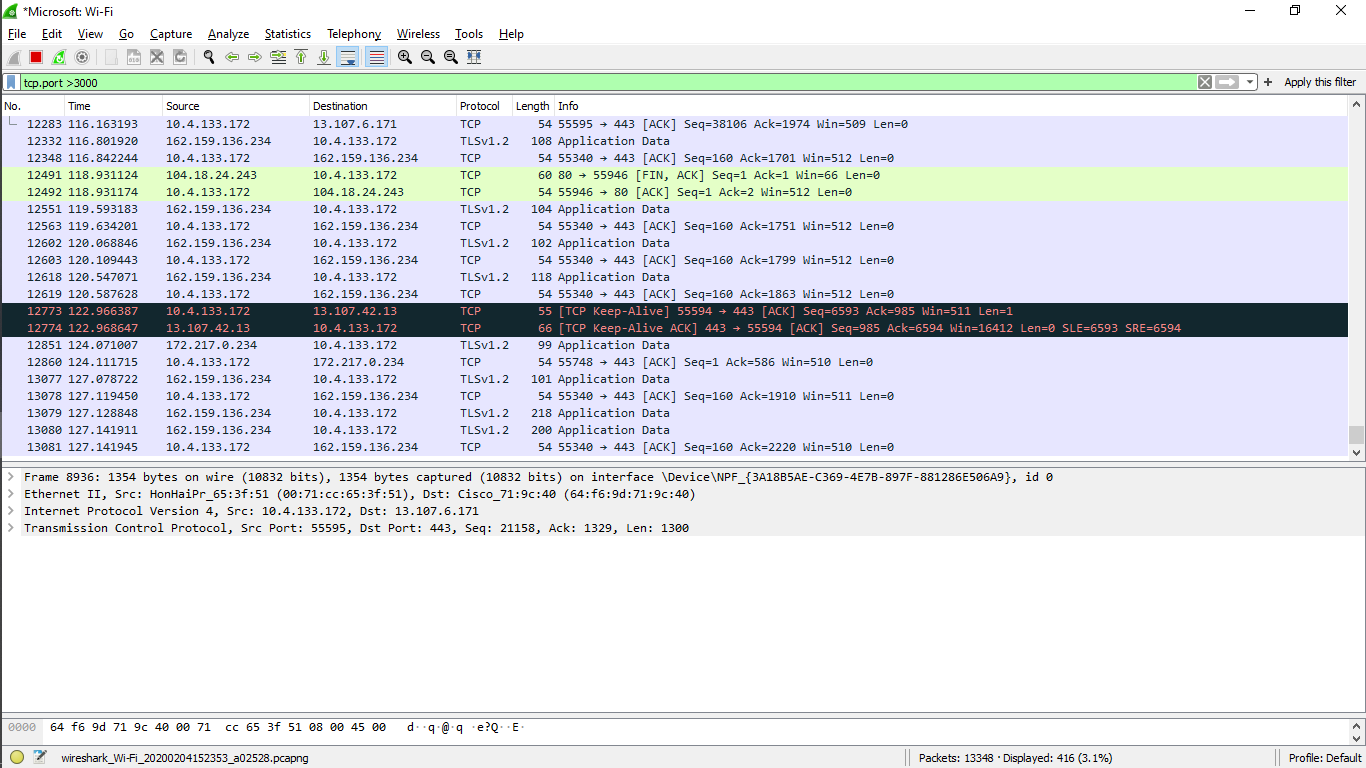 *Microsoft: Wi-Fi
File Edit View Go Capture Analyze Statistics Telephony Wireless Tools Help
tcp.port >3000 Apply this filter
No. Time Source Destination Protocol Length Info
12283 116.163193 10.4.133.172 13.107.6.171 TCP 54 55595 → 443 [ACK] Seq=38106 Ack=1974 Win=509 Len=0
12332 116.801920 162.159.136.234 10.4.133.172 TLSv1.2 108 Application Data
12348 116.842244 10.4.133.172 162.159.136.234 TCP 54 55340 → 443 [ACK] Seq=160 Ack=1701 Win=512 Len=0
12491 118.931124 104.18.24.243 10.4.133.172 TCP 60 80 → 55946 [FIN, ACK] Seq=1 Ack=1 Win=66 Len=0
12492 118.931174 10.4.133.172 104.18.24.243 TCP 54 55946 → 80 [ACK] Seq=1 Ack=2 Win=512 Len=0
12551 119.593183 162.159.136.234 10.4.133.172 TLSv1.2 104 Application Data
12563 119.634201 10.4.133.172 162.159.136.234 TCP 54 55340 → 443 [ACK] Seq=160 Ack=1751 Win=512 Len=0
12602 120.068846 162.159.136.234 10.4.133.172 TLSv1.2 102 Application Data
12603 120.109443 10.4.133.172 162.159.136.234 TCP 54 55340 → 443 [ACK] Seq=160 Ack=1799 Win=512 Len=0
12618 120.547071 162.159.136.234 10.4.133.172 TLSv1.2 118 Application Data
12619 120.587628 10.4.133.172 162.159.136.234 TCP 54 55340 → 443 [ACK] Seq=160 Ack=1863 Win=512 Len=0
12773 122.966387 10.4.133.172 13.107.42.13 TCP 55 [TCP Keep-Alive] 55594 → 443 [ACK] Seq=6593 Ack=985 Win=511 Len=1
12774 122.968647 13.107.42.13 10.4.133.172 TCP 66 [TCP Keep-Alive ACK] 443 → 55594 [ACK] Seq=985 Ack=6594 Win=16412 Len=0 SLE=6593 SRE=6594
12851 124.071007 172.217.0.234 10.4.133.172 TLSv1.2 99 Application Data
12860 124.111715 10.4.133.172 172.217.0.234 TCP 54 55748 → 443 [ACK] Seq=1 Ack=586 Win=510 Len=0
13077 127.078722 162.159.136.234 10.4.133.172 TLSv1.2 101 Application Data
13078 127.119450 10.4.133.172 162.159.136.234 TCP 54 55340 → 443 [ACK] Seq=160 Ack=1910 Win=511 Len=0
13079 127.128848 162.159.136.234 10.4.133.172 TLSv1.2 218 Application Data
13080 127.141911 162.159.136.234 10.4.133.172 TLSv1.2 200 Application Data
13081 127.141945 10.4.133.172 162.159.136.234 TCP 54 55340 → 443 [ACK] Seq=160 Ack=2220 Win=510 Len=0
Frame 8936: 1354 bytes on wire (10832 bits), 1354 bytes captured (10832 bits) on interface \Device\NPF_{3A18B5AE-C369-4E7B-897F-881286E506A9}, id 0
Ethernet II, Src: HonHaiPr_65:3f:51 (00:71:cc:65:3f:51), Dst: Cisco_71:9c:40 (64:f6:9d:71:9c:40)
Internet Protocol Version 4, Src: 10.4.133.172, Dst: 13.107.6.171
Transmission Control Protocol, Src Port: 55595, Dst Port: 443, Seq: 21158, Ack: 1329, Len: 1300
0000 64 f6 9d 71 9c 40 00 71 cc 65 3f 51 08 00 45 00 d··q·@·q ·e?Q··E·
wireshark_Wi-Fi_20200204152353_a02528.pcapng Packets: 13348 · Displayed: 416 (3.1%) Profile: Default